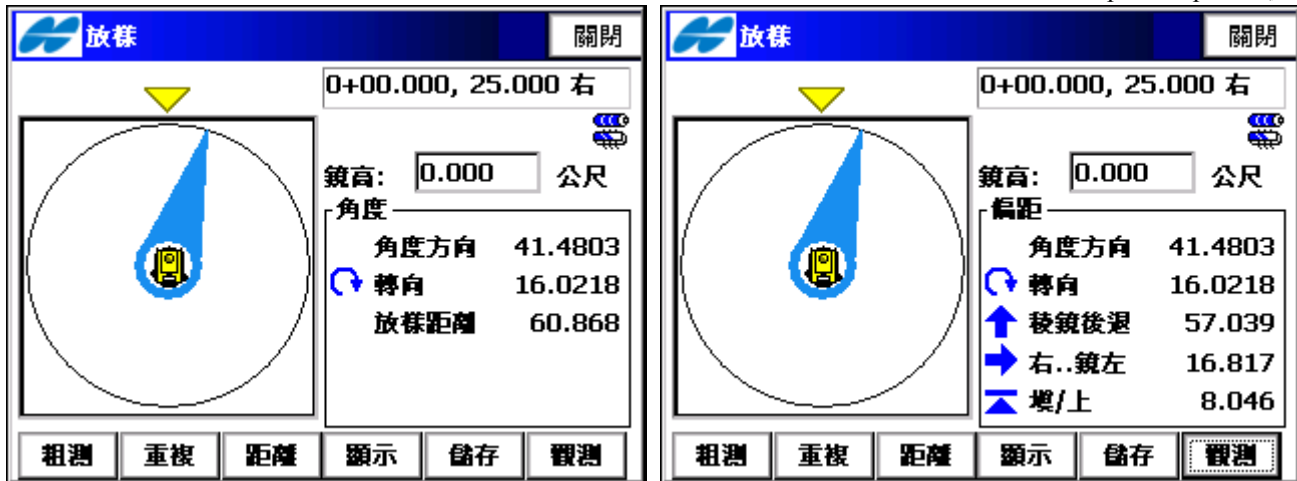 放樣 關閉
0+00.000, 25.000 右
鏡高: 0.000 公尺
角度
角度方向 41.4803
轉向 16.0218
放樣距離 60.868
粗測 重複 距離 顯示 儲存 觀測
放樣 關閉
0+00.000, 25.000 右
鏡高: 0.000 公尺
偏距
角度方向 41.4803
轉向 16.0218
稜鏡後退 57.039
右..鏡左 16.817
填/上 8.046
粗測 重複 距離 顯示 儲存 觀測